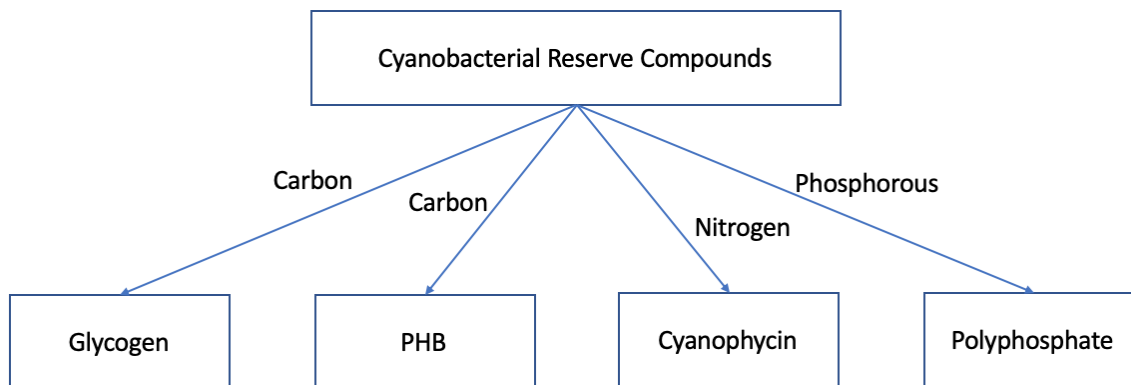 Cyanobacterial Reserve Compounds
Carbon
Carbon
Nitrogen
Phosphorous
Glycogen
PHB
Cyanophycin
Polyphosphate